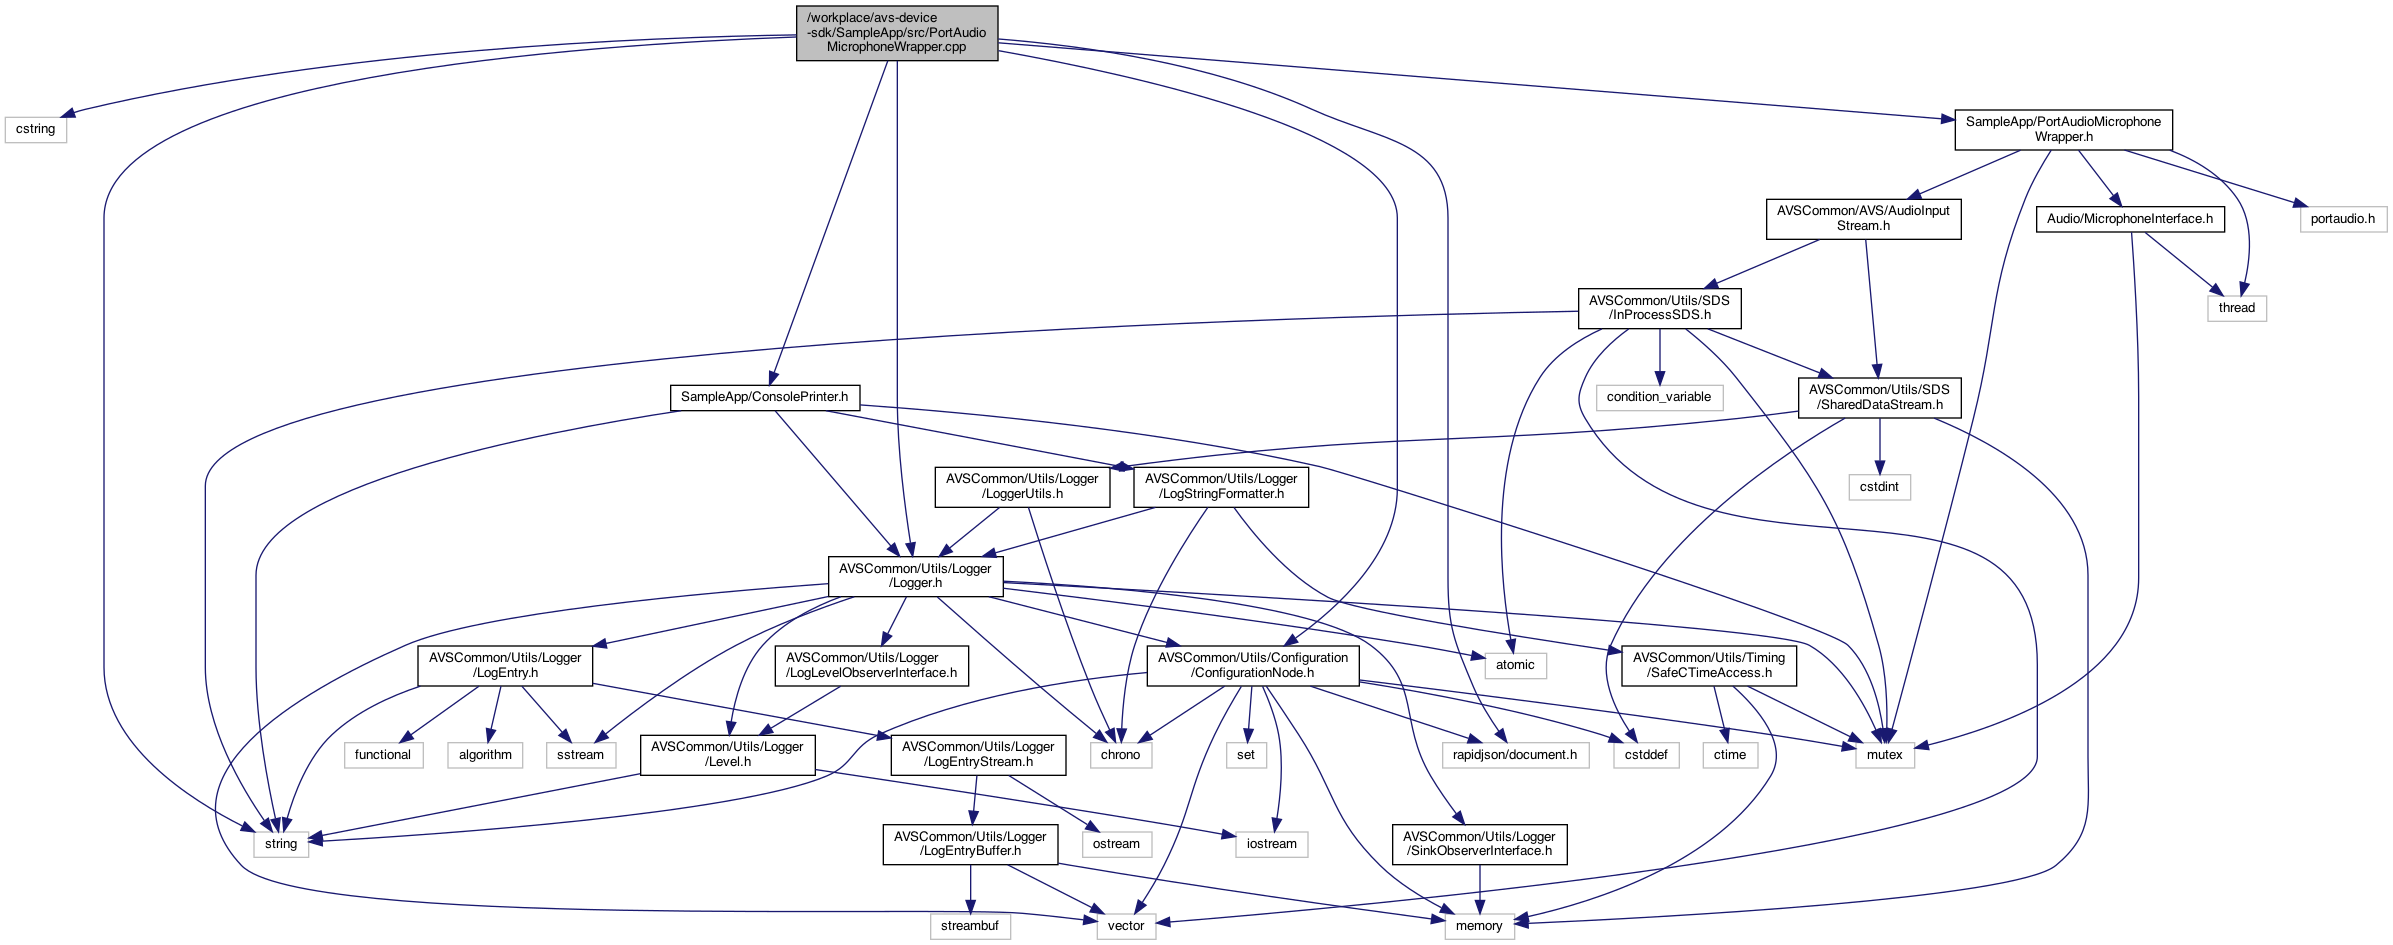 /workplace/avs-device
-sdk/SampleApp/src/PortAudio
MicrophoneWrapper.cpp
cstring
SampleApp/PortAudioMicrophone
Wrapper.h
AVSCommon/AVS/AudioInput
Stream.h
Audio/MicrophoneInterface.h
portaudio.h
AVSCommon/Utils/SDS
/InProcessSDS.h
thread
SampleApp/ConsolePrinter.h
condition_variable
AVSCommon/Utils/SDS
/SharedDataStream.h
AVSCommon/Utils/Logger
/LoggerUtils.h
AVSCommon/Utils/Logger
/LogStringFormatter.h
cstdint
AVSCommon/Utils/Logger
/Logger.h
AVSCommon/Utils/Logger
/LogEntry.h
AVSCommon/Utils/Logger
/LogLevelObserverInterface.h
AVSCommon/Utils/Configuration
/ConfigurationNode.h
atomic
AVSCommon/Utils/Timing
/SafeCTimeAccess.h
functional
algorithm
sstream
AVSCommon/Utils/Logger
/Level.h
AVSCommon/Utils/Logger
/LogEntryStream.h
chrono
set
rapidjson/document.h
cstddef
ctime
mutex
string
AVSCommon/Utils/Logger
/LogEntryBuffer.h
ostream
iostream
AVSCommon/Utils/Logger
/SinkObserverInterface.h
streambuf
vector
memory